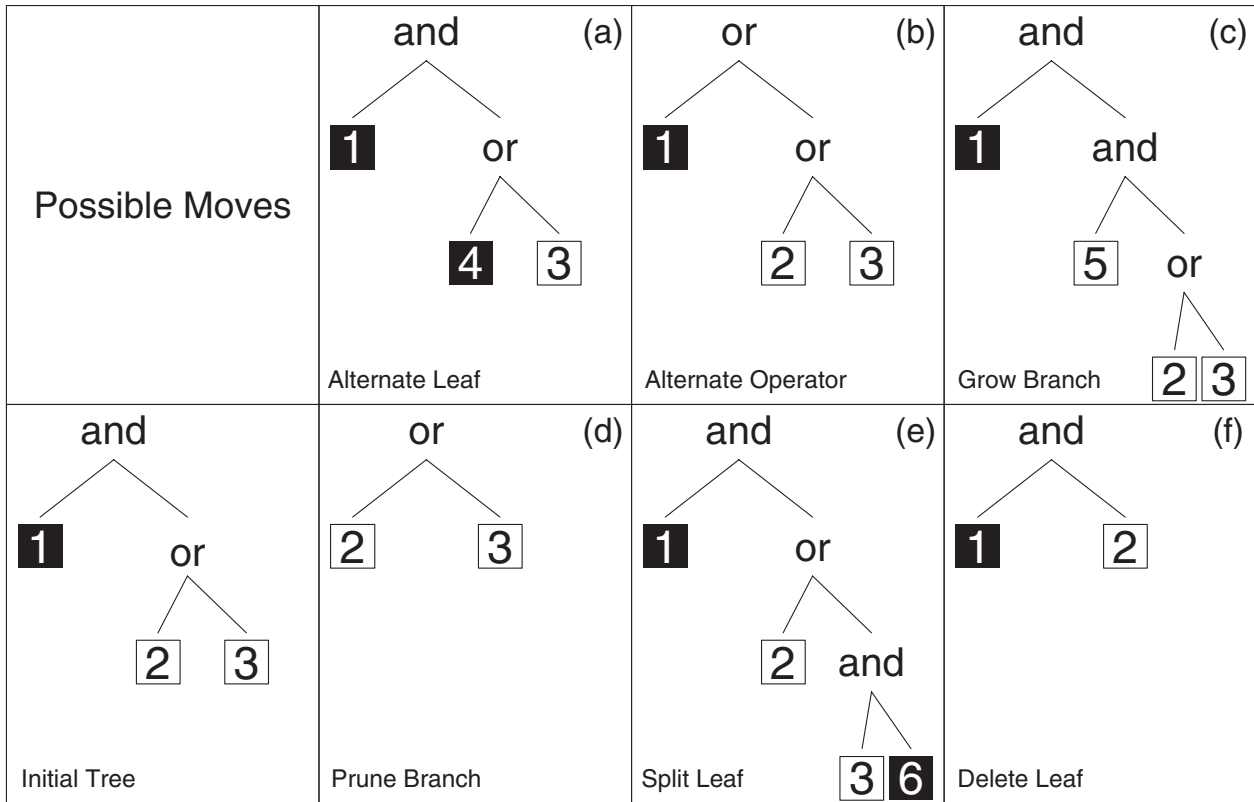 Possible Moves
and (a)
1 or
4 3
Alternate Leaf
or (b)
1 or
2 3
Alternate Operator
and (c)
1 and
5 or
2 3
Grow Branch
and
1 or
2 3
Initial Tree
or (d)
2 3
Prune Branch
and (e)
1 or
2 and
3 6
Split Leaf
and (f)
1 2
Delete Leaf